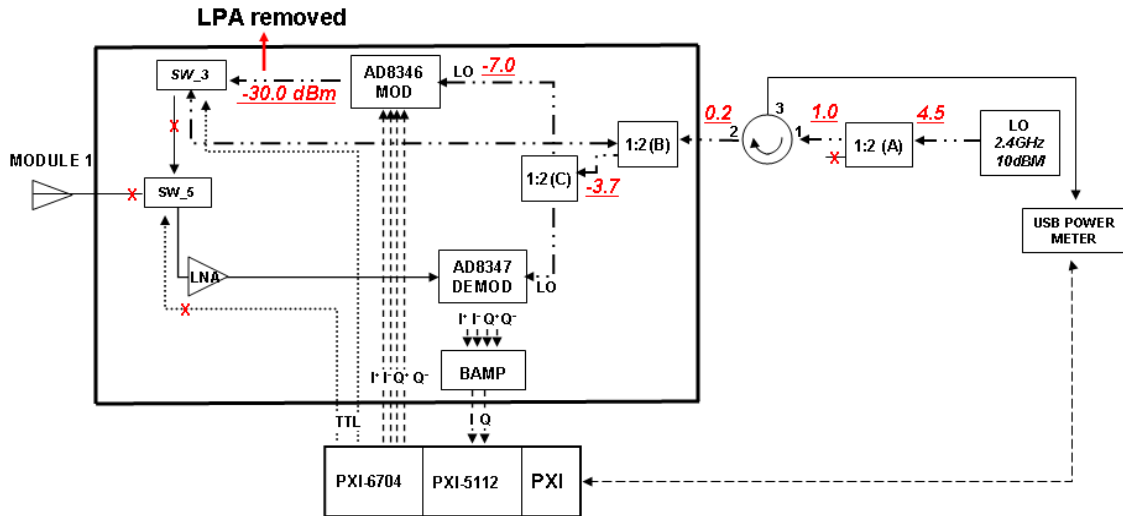 LPA removed
SW_3
-30.0 dBm
AD8346
MOD
LO
-7.0
3
0.2
2
1
1.0
4.5
LO
2.4GHz
10dBM
1:2 (B)
1:2 (A)
X
X
MODULE 1
X
SW_5
1:2 (C)
-3.7
USB POWER
METER
LNA
AD8347
DEMOD
LO
X
I⁺ I⁻ Q⁺ Q⁻
BAMP
I⁺ I⁻ Q⁺ Q⁻
TTL
I Q
PXI-6704
PXI-5112
PXI